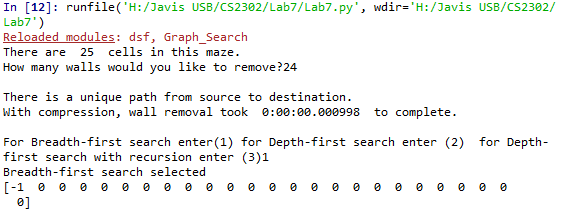 In [12]: runfile('H:/Javis USB/CS2302/Lab7/Lab7.py', wdir='H:/Javis USB/CS2302/
Lab7')
Reloaded modules: dsf, Graph_Search
There are  25  cells in this maze.
How many walls would you like to remove?24
There is a unique path from source to destination.
With compression, wall removal took  0:00:00.000998  to complete.
For Breadth-first search enter(1) for Depth-first search enter (2)  for Depth-
first search with recursion enter (3)1
Breadth-first search selected
[-1  0  0  0  0  0  0  0  0  0  0  0  0  0  0  0  0  0  0  0  0  0  0  0
  0]